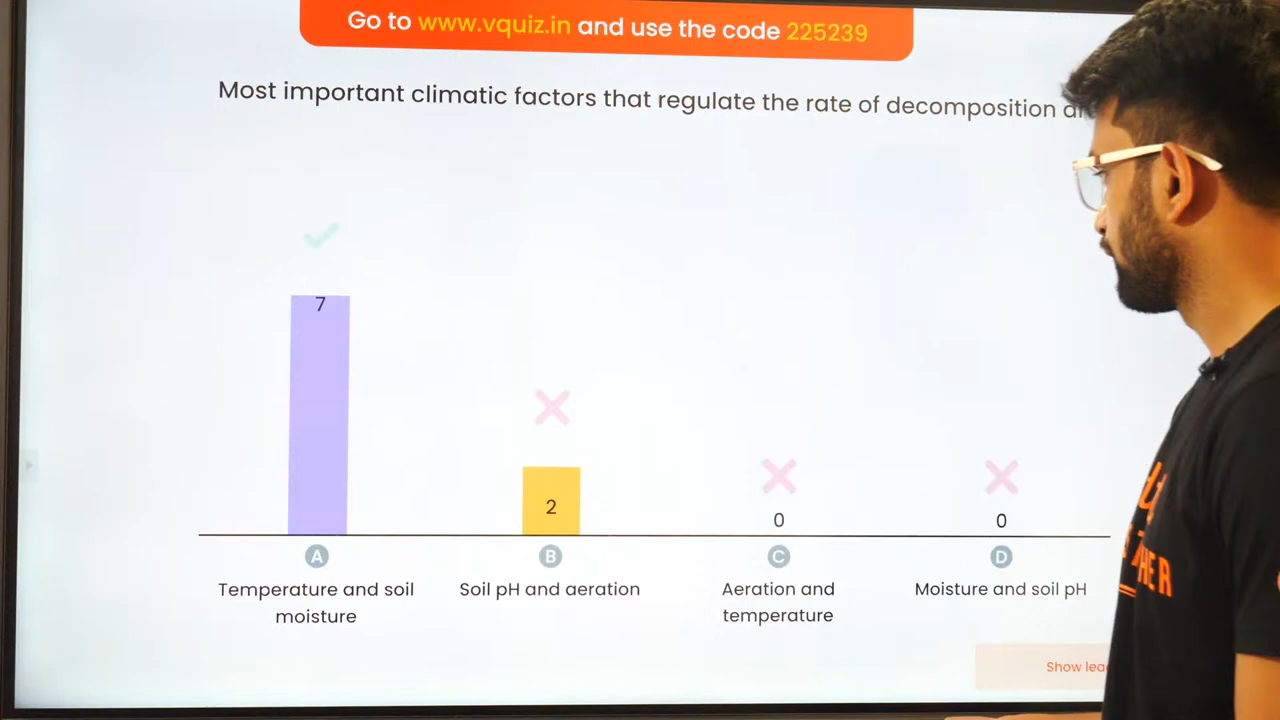 Go to www.vquiz.in and use the code 225239
Most important climatic factors that regulate the rate of decomposition
7
2
0
0
A
B
C
D
Temperature and soil
moisture
Soil pH and aeration
Aeration and
temperature
Moisture and soil pH
Show